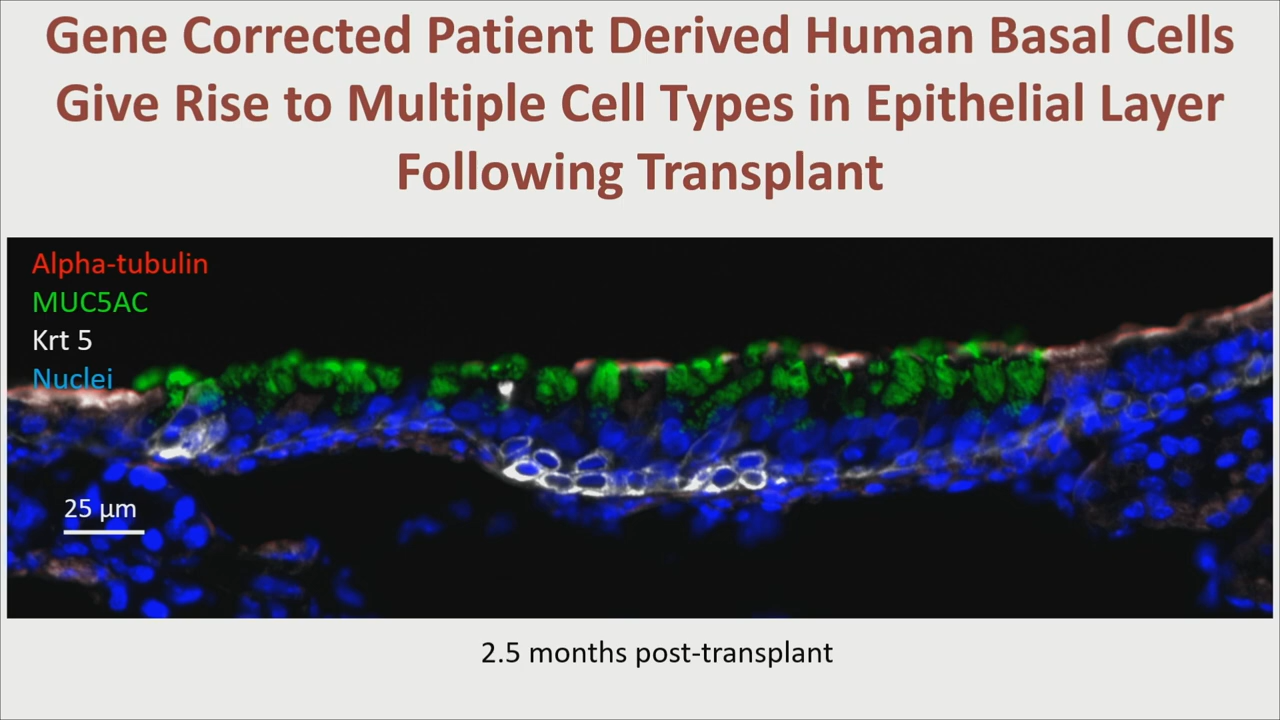 Gene Corrected Patient Derived Human Basal Cells
Give Rise to Multiple Cell Types in Epithelial Layer
Following Transplant
Alpha-tubulin
MUC5AC
Krt 5
Nuclei
25 µm
2.5 months post-transplant